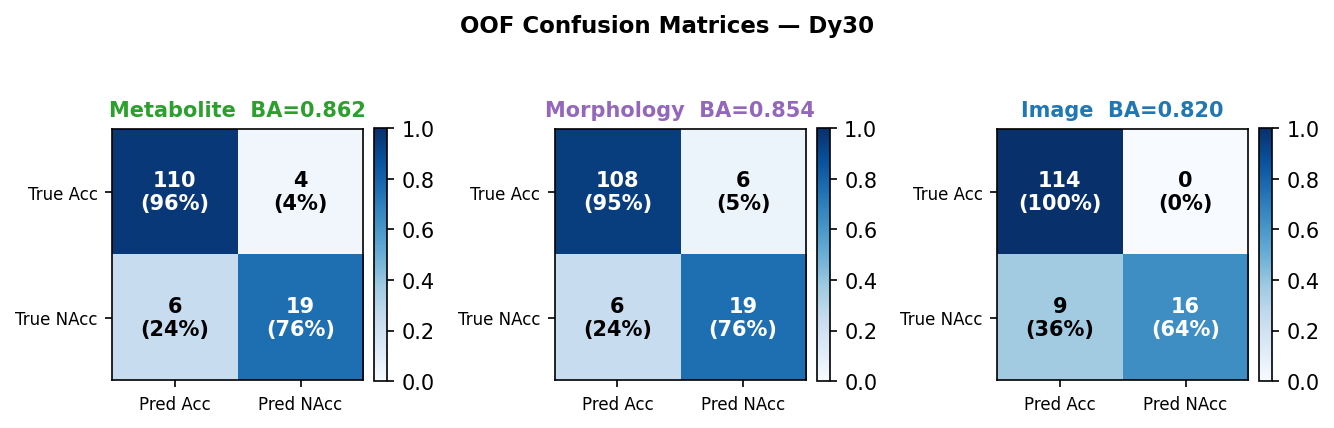 OOF Confusion Matrices — Dy30
Metabolite  BA=0.862
True Acc
True NAcc
110
(96%)
4
(4%)
6
(24%)
19
(76%)
Pred Acc
Pred NAcc
1.0
0.8
0.6
0.4
0.2
0.0
Morphology  BA=0.854
True Acc
True NAcc
108
(95%)
6
(5%)
6
(24%)
19
(76%)
Pred Acc
Pred NAcc
1.0
0.8
0.6
0.4
0.2
0.0
Image  BA=0.820
True Acc
True NAcc
114
(100%)
0
(0%)
9
(36%)
16
(64%)
Pred Acc
Pred NAcc
1.0
0.8
0.6
0.4
0.2
0.0